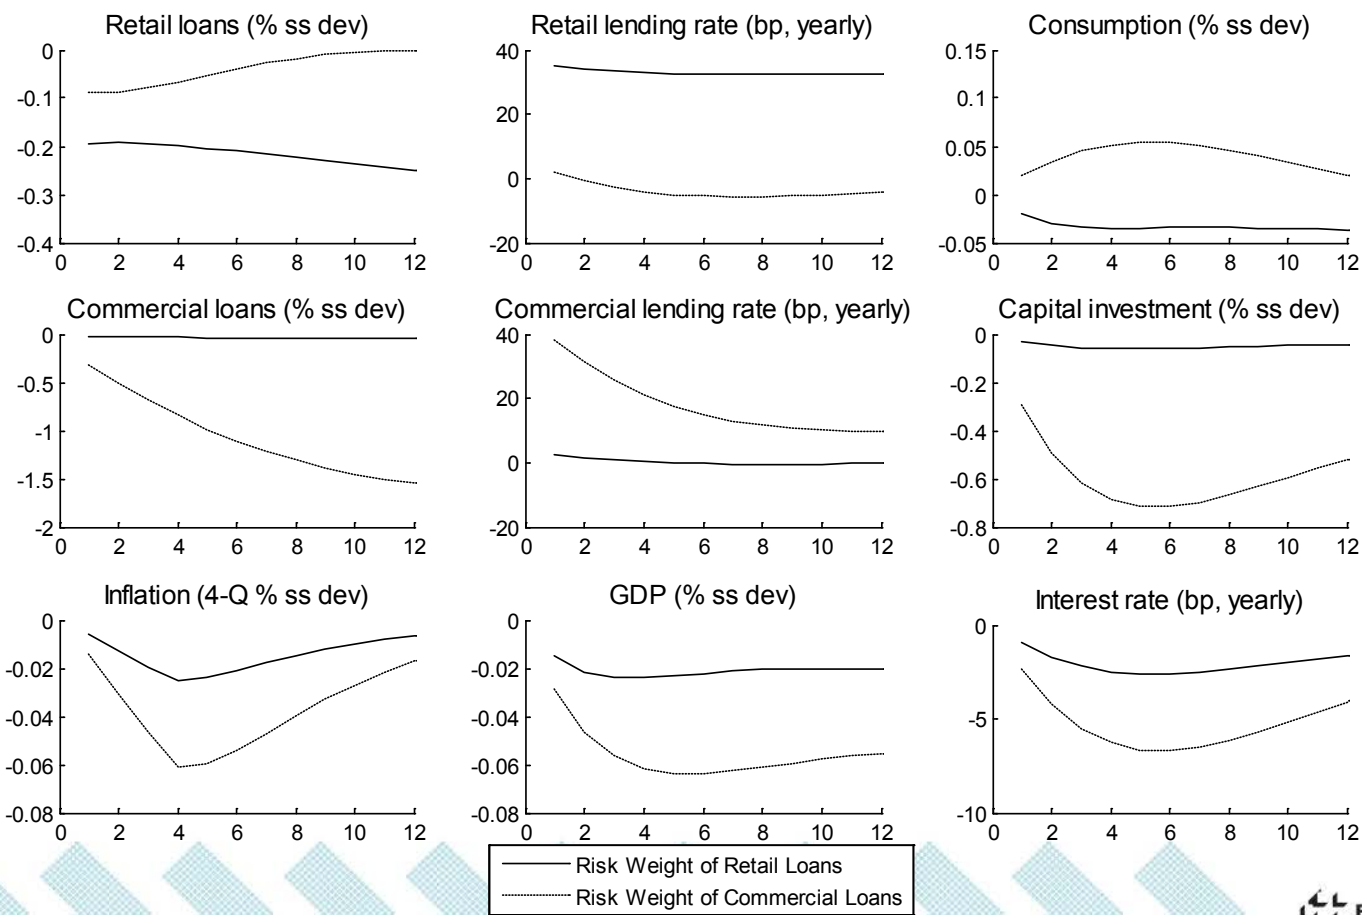 Retail loans (% ss dev)
0
-0.1
-0.2
-0.3
-0.4
0 2 4 6 8 10 12
Retail lending rate (bp, yearly)
40
20
0
-20
0 2 4 6 8 10 12
Consumption (% ss dev)
0.15
0.1
0.05
0
-0.05
0 2 4 6 8 10 12
Commercial loans (% ss dev)
0
-0.5
-1
-1.5
-2
0 2 4 6 8 10 12
Commercial lending rate (bp, yearly)
40
20
0
-20
0 2 4 6 8 10 12
Capital investment (% ss dev)
0
-0.2
-0.4
-0.6
-0.8
0 2 4 6 8 10 12
Inflation (4-Q % ss dev)
0
-0.02
-0.04
-0.06
-0.08
0 2 4 6 8 10 12
GDP (% ss dev)
0
-0.02
-0.04
-0.06
-0.08
0 2 4 6 8 10 12
Interest rate (bp, yearly)
0
-5
-10
0 2 4 6 8 10 12
Risk Weight of Retail Loans
Risk Weight of Commercial Loans